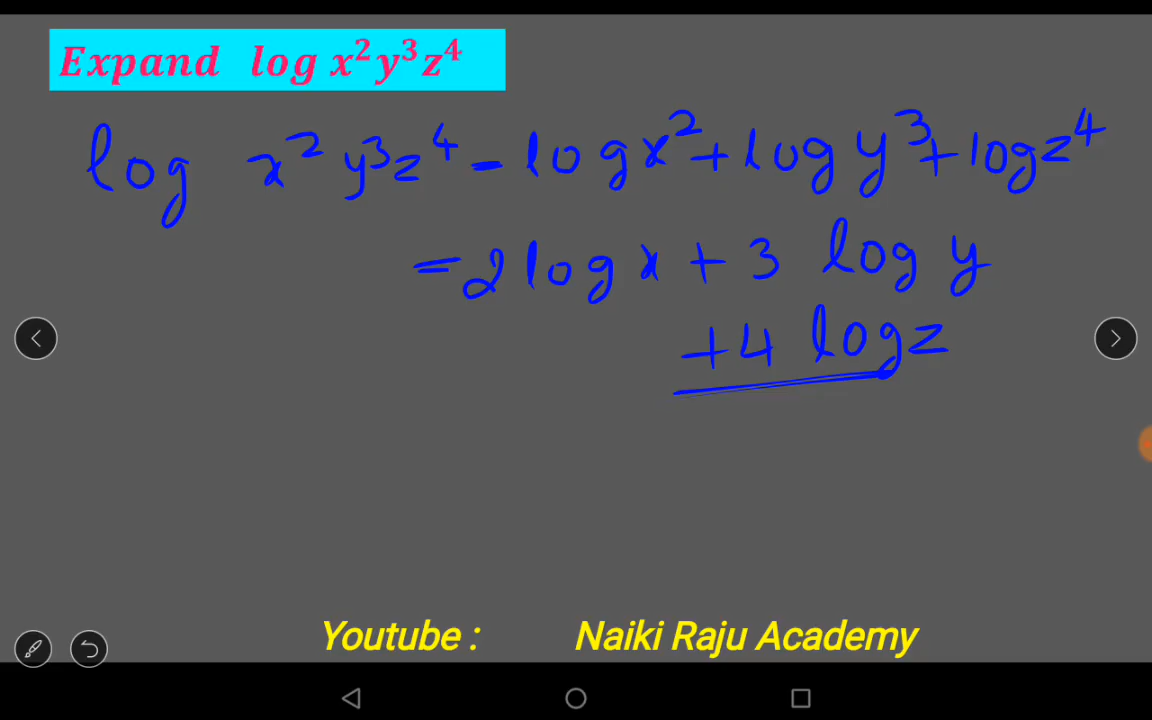 Expand log x²y³z⁴
log x²y³z⁴ = log x² + log y³ + log z⁴
= 2 log x + 3 log y
+ 4 log z
Youtube : Naiki Raju Academy